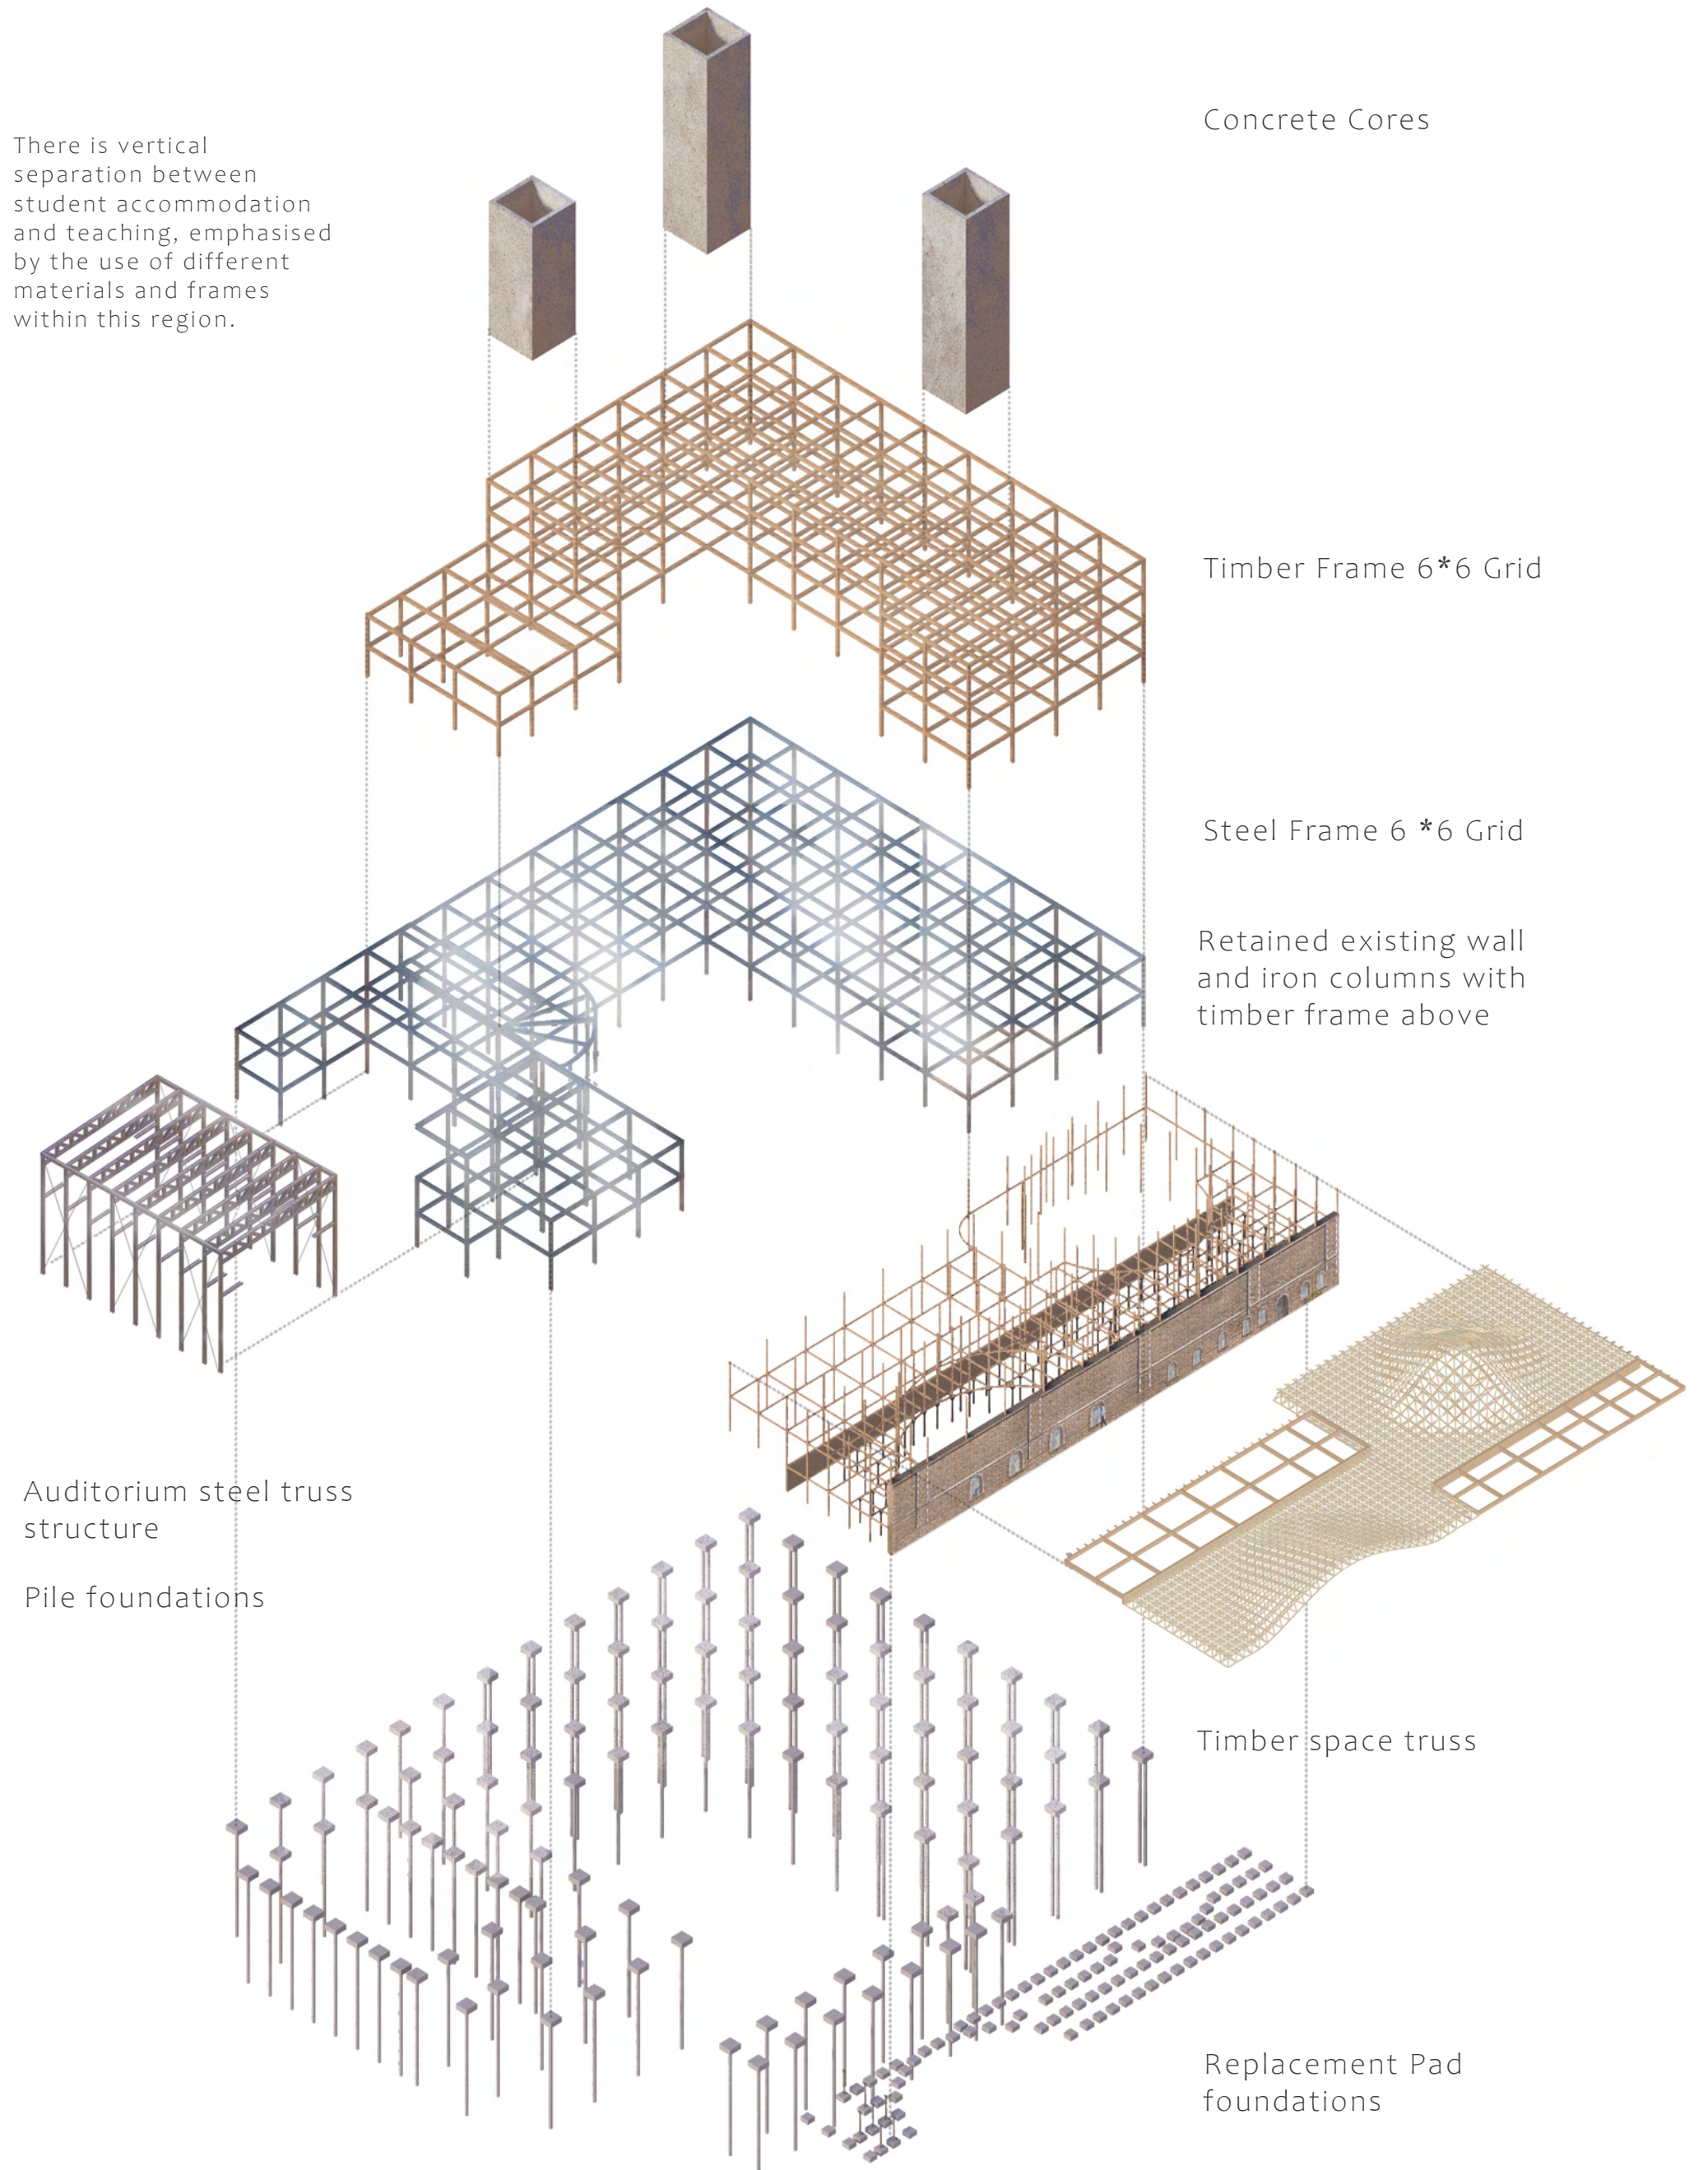 There is vertical
separation between
student accommodation
and teaching, emphasised
by the use of different
materials and frames
within this region.
Concrete Cores
Timber Frame 6*6 Grid
Steel Frame 6 *6 Grid
Retained existing wall
and iron columns with
timber frame above
Auditorium steel truss
structure
Pile foundations
Timber space truss
Replacement Pad
foundations